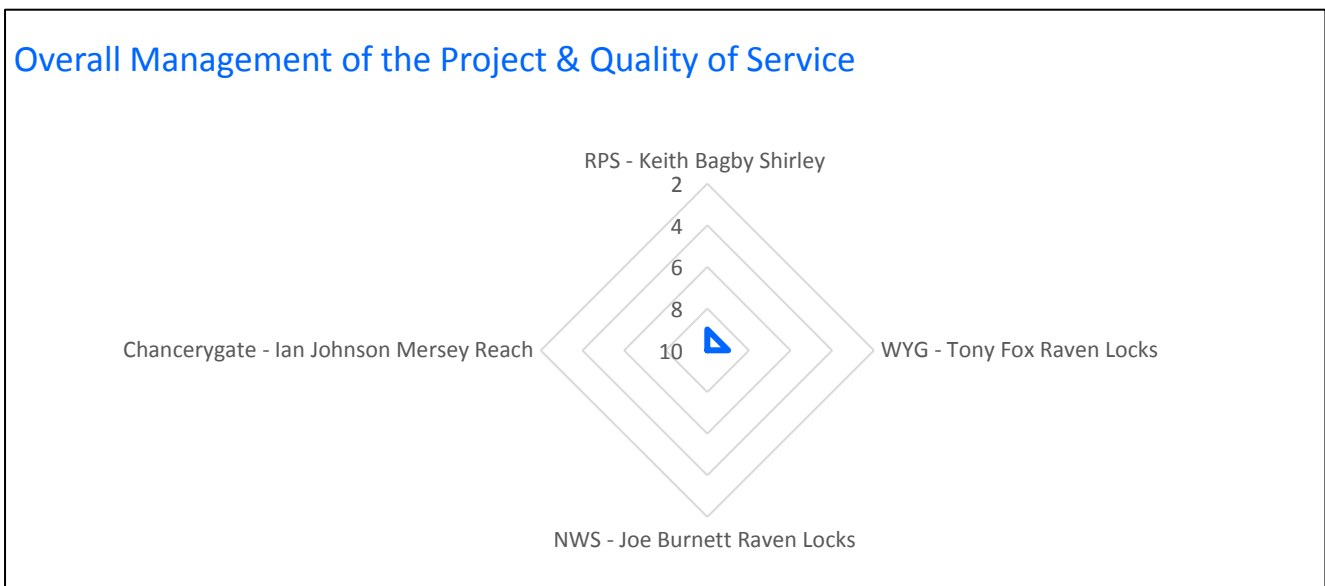 Overall Management of the Project & Quality of Service
RPS - Keith Bagby Shirley
2
4
6
8
10
Chancerygate - Ian Johnson Mersey Reach
WYG - Tony Fox Raven Locks
NWS - Joe Burnett Raven Locks